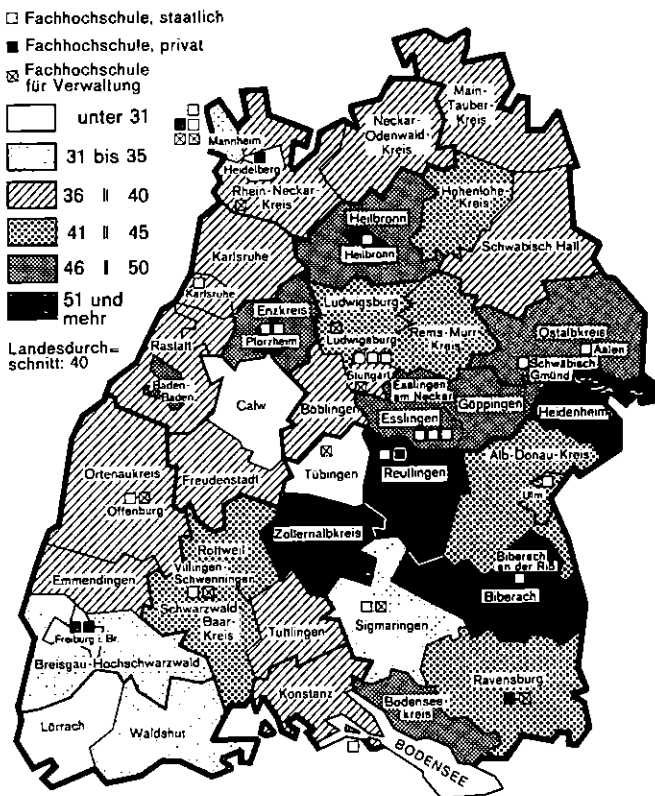 Fachhochschule, staatlich
Fachhochschule, privat
Fachhochschule
für Verwaltung
unter 31
31 bis 35
36 || 40
41 || 45
46 || 50
51 und
mehr
Landesdurch=
schnitt: 40
Main-
Tauber-
Kreis
Neckar-
Odenwald-
Kreis
Mannheim
Heidelberg
Rhein-Neckar-
Kreis
Hohenlohe-
Kreis
Heilbronn
Heilbronn
Schwäbisch Hall
Karlsruhe
Karlsruhe
Enzkreis
Pforzheim
Ludwigsburg
Ludwigsburg
Rems-Murr-
Kreis
Ostalbkreis
Aalen
Schwäbisch
Gmünd
Rastatt
Baden-
Baden
Stuttgart
Calw
Böblingen
Esslingen
am Neckar
Esslingen
Göppingen
Heidenheim
Ortenaukreis
Offenburg
Freudenstadt
Tübingen
Reutlingen
Alb-Donau-Kreis
Ulm
Zollernalbkreis
Rottweil
Villingen-
Schwenningen
Schwarzwald
Baar-
Kreis
Biberach
an der Riß
Biberach
Emmendingen
Freiburg i. Br.
Breisgau-Hochschwarzwald
Tuttlingen
Sigmaringen
Lörrach
Waldshut
Konstanz
Bodensee-
kreis
Ravensburg
BODENSEE